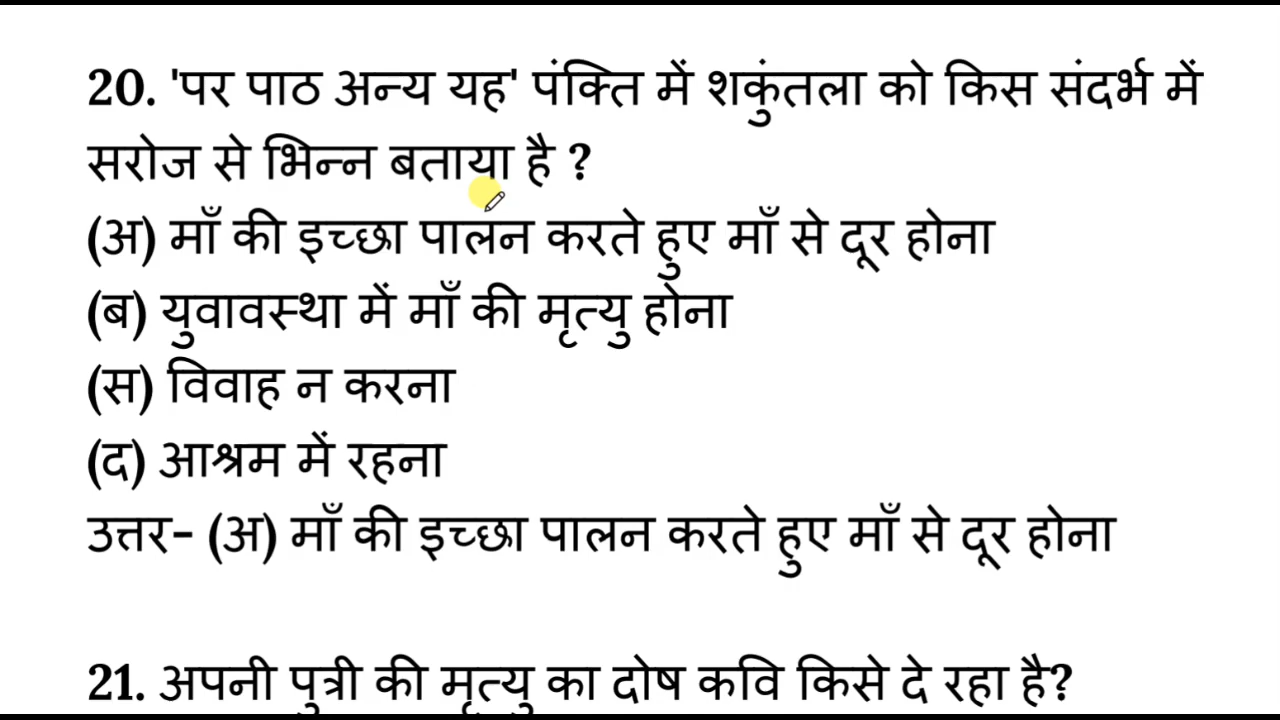 20. 'पर पाठ अन्य यह' पंक्ति में शकुंतला को किस संदर्भ में
सरोज से भिन्न बताया है ?
(अ) माँ की इच्छा पालन करते हुए माँ से दूर होना
(ब) युवावस्था में माँ की मृत्यु होना
(स) विवाह न करना
(द) आश्रम में रहना
उत्तर- (अ) माँ की इच्छा पालन करते हुए माँ से दूर होना
21. अपनी पुत्री की मृत्यु का दोष कवि किसे दे रहा है?